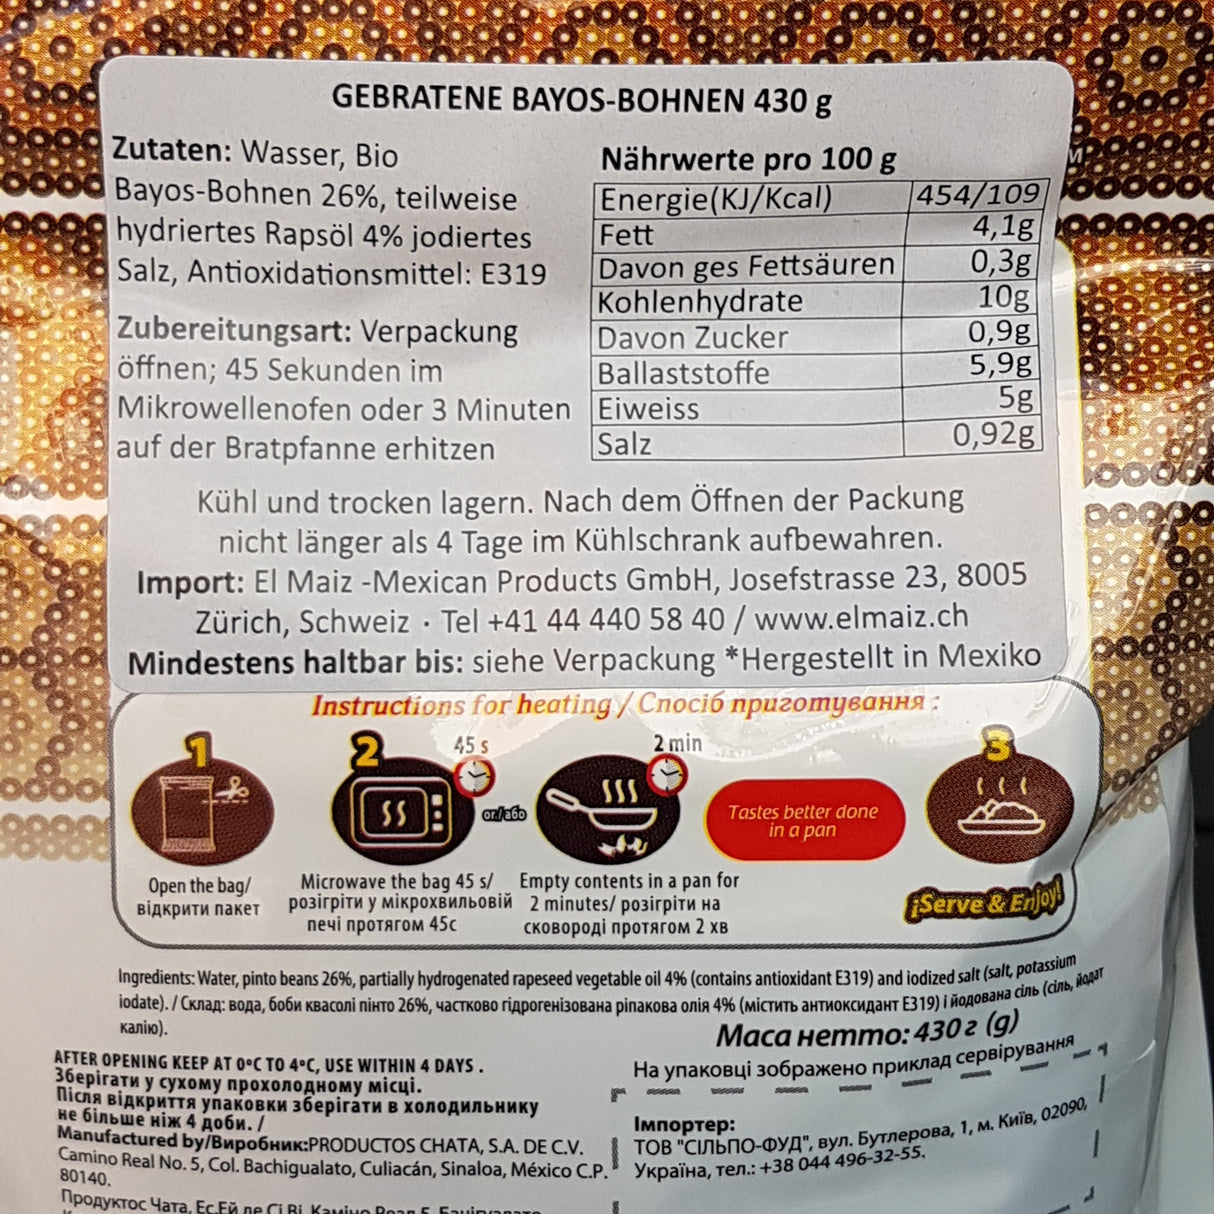 GEBRATENE BAYOS-BOHNEN 430 g
Zutaten: Wasser, Bio
Bayos-Bohnen 26%, teilweise
hydriertes Rapsöl 4% jodiertes
Salz, Antioxidationsmittel: E319
Zubereitungsart: Verpackung
öffnen; 45 Sekunden im
Mikrowellenofen oder 3 Minuten
auf der Bratpfanne erhitzen
Nährwerte pro 100 g
Energie(KJ/Kcal) 454/109
Fett 4,1g
Davon ges Fettsäuren 0,3g
Kohlenhydrate 10g
Davon Zucker 0,9g
Ballaststoffe 5,9g
Eiweiss 5g
Salz 0,92g
Kühl und trocken lagern. Nach dem Öffnen der Packung
nicht länger als 4 Tage im Kühlschrank aufbewahren.
Import: El Maiz -Mexican Products GmbH, Josefstrasse 23, 8005
Zürich, Schweiz · Tel +41 44 440 58 40 / www.elmaiz.ch
Mindestens haltbar bis: siehe Verpackung *Hergestellt in Mexiko
Instructions for heating / Спосіб приготування :
1
2
45 s
or/або
2 min
Tastes better done
in a pan
3
Open the bag/
відкрити пакет
Microwave the bag 45 s/
розігріти у мікрохвильовій
печі протягом 45с
Empty contents in a pan for
2 minutes/ розігріти на
сковороді протягом 2 хв
¡Serve & Enjoy!
Ingredients: Water, pinto beans 26%, partially hydrogenated rapeseed vegetable oil 4% (contains antioxidant E319) and iodized salt (salt, potassium
iodate). / Склад: вода, боби квасолі пінто 26%, частково гідрогенізована ріпакова олія 4% (містить антиоксидант Е319) і йодована сіль (сіль, йодат
калію).
Маса нетто: 430 г (g)
На упаковці зображено приклад сервірування
AFTER OPENING KEEP AT 0ºC TO 4ºC, USE WITHIN 4 DAYS .
Зберігати у сухому прохолодному місці.
Після відкриття упаковки зберігати в холодильнику
не більше ніж 4 доби. /
Manufactured by/Виробник:PRODUCTOS CHATA, S.A. DE C.V.
Camino Real No. 5, Col. Bachigualato, Culiacán, Sinaloa, México C.P.
80140.
Продуктос Чата, Ес.Ей де Сі.Ві.
Імпортер:
ТОВ "СІЛЬПО-ФУД", вул. Бутлерова, 1, м. Київ, 02090,
Україна, тел.: +38 044 496-32-55.